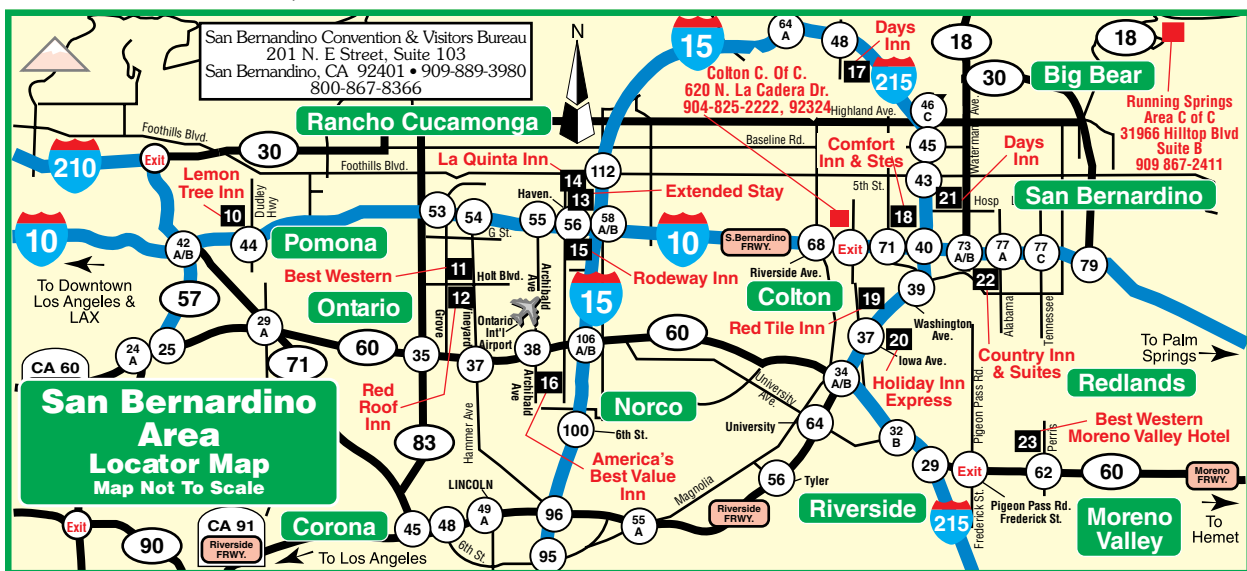 San Bernardino Convention & Visitors Bureau
201 N. E Street, Suite 103
San Bernardino, CA 92401 • 909-889-3980
800-867-8366
N
15
64
A
48
Days
Inn
17
215
18
30
18
Big Bear
Colton C. Of C.
620 N. La Cadera Dr.
904-825-2222, 92324
Running Springs
Area C of C
31966 Hilltop Blvd
Suite B
909 867-2411
46
C
Highland Ave.
Waterman Ave.
Rancho Cucamonga
Foothills Blvd.
Baseline Rd.
45
Exit
30
210
Foothills Blvd.
La Quinta Inn
112
Comfort
Inn & Stes
Days
Inn
Lemon
Tree Inn
10
Dudley
Hwy
14
13
Extended Stay
5th St.
43
21
Hosp
L
San Bernardino
18
53
54
Haven.
55
56
58
A/B
G St.
10
42
A/B
44
Pomona
10
S.Bernardino
FRWY.
68
Exit
71
40
73
A/B
77
A
77
C
79
15
Rodeway Inn
Riverside Ave.
Best Western
11
Holt Blvd.
Archibald
Ave
To Downtown
Los Angeles &
LAX
57
Ontario
12
Grove
ineyard
Ontario
Int'l
Airport
15
Colton
39
22
Alabama
Tennessee
19
Red Tile Inn
Washington
Ave.
29
A
24
A
25
CA 60
71
60
35
37
38
106
A/B
60
37
20
Iowa Ave.
Country Inn
& Suites
To Palm
Springs
Redlands
Holiday Inn
Express
34
A/B
San Bernardino
Area
Locator Map
Map Not To Scale
Red
Roof
Inn
Archibald
Ave
16
Norco
University
Ave.
Pigeon Pass Rd.
83
Hammer Ave
100
6th St.
University
64
32
B
23
Perris
Best Western
Moreno Valley Hotel
America's
Best Value
Inn
29
Exit
62
60
Moreno
FRWY.
Magnolia
56
Tyler
Pigeon Pass Rd.
Frederick St.
LINCOLN
49
A
Riverside
FRWY.
Riverside
215
Frederick St.
Moreno
Valley
To
Hemet
Exit
90
CA 91
Riverside
FRWY.
Corona
45
48
6th St.
96
55
A
To Los Angeles
95